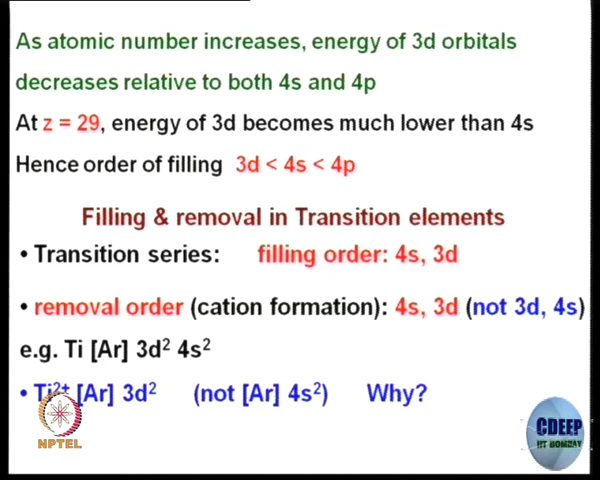 As atomic number increases, energy of 3d orbitals
decreases relative to both 4s and 4p
At z = 29, energy of 3d becomes much lower than 4s
Hence order of filling 3d < 4s < 4p
Filling & removal in Transition elements
• Transition series: filling order: 4s, 3d
• removal order (cation formation): 4s, 3d (not 3d, 4s)
e.g. Ti [Ar] 3d² 4s²
• Ti²⁺ [Ar] 3d² (not [Ar] 4s²) Why?
NPTEL
CDEEP
IIT BOMBAY